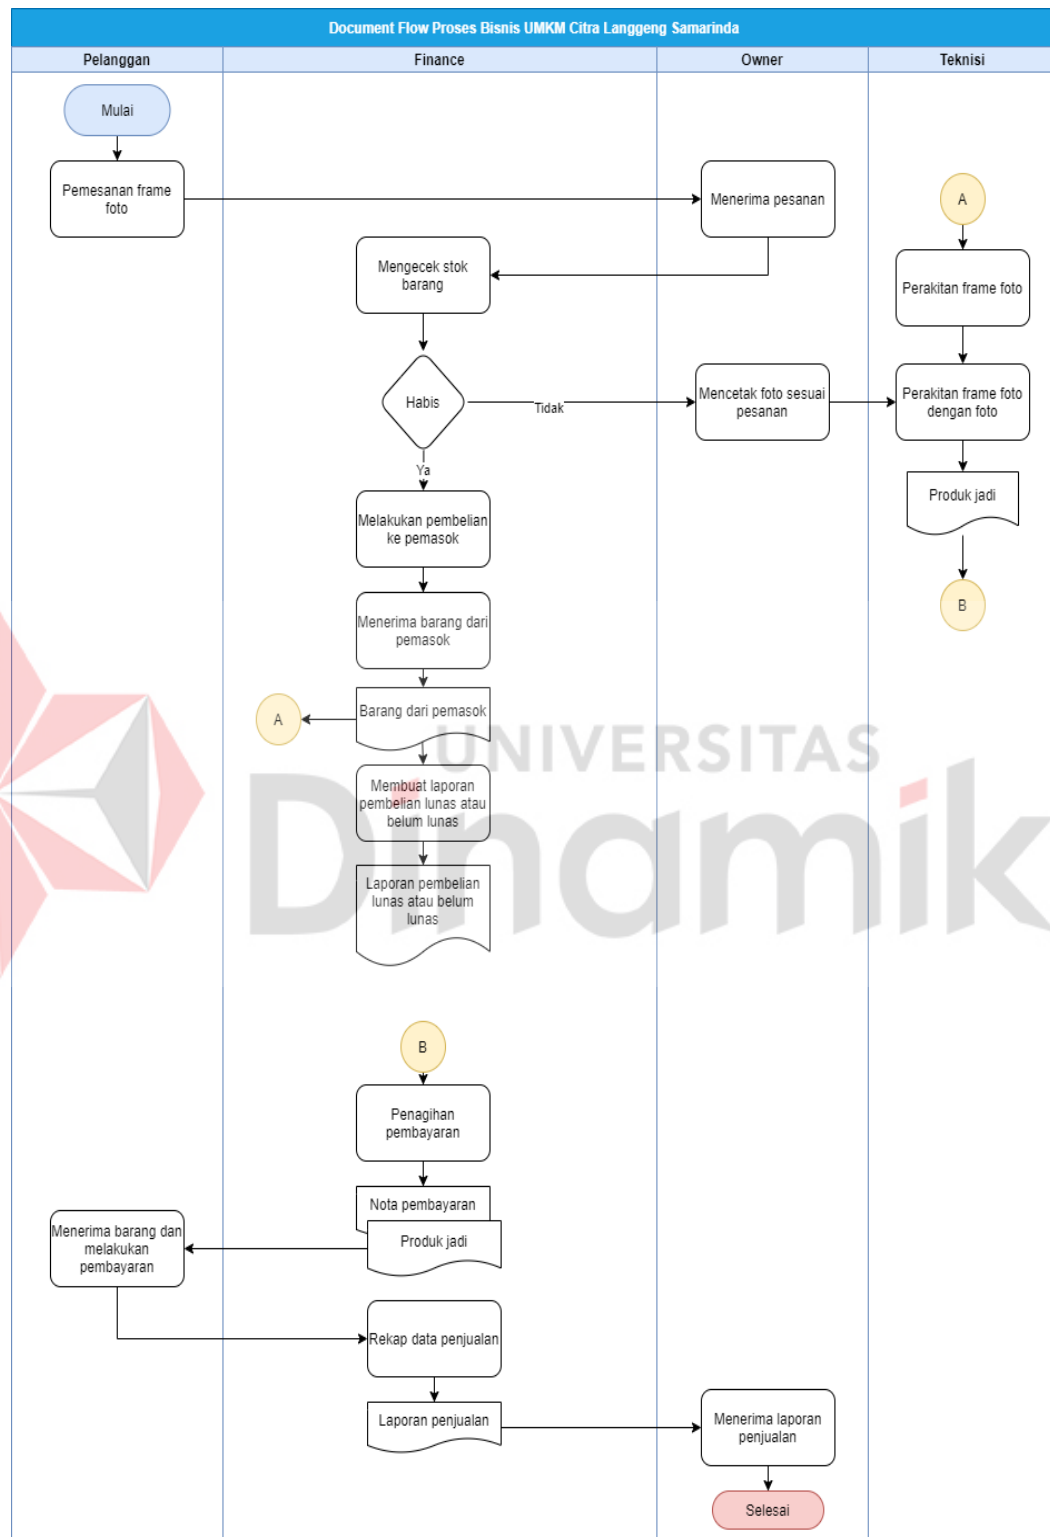 Document Flow Proses Bisnis UMKM Citra Langgeng Samarinda
Pelanggan
Finance
Owner
Teknisi
Mulai
Pemesanan frame
foto
Menerima pesanan
A
Mengecek stok
barang
Perakitan frame foto
Habis
Tidak
Mencetak foto sesuai
pesanan
Perakitan frame foto
dengan foto
Ya
Produk jadi
Melakukan pembelian
ke pemasok
B
Menerima barang dari
pemasok
A
Barang dari pemasok
UNIVERSITAS
Dinamik
Membuat laporan
pembelian lunas atau
belum lunas
Laporan pembelian
lunas atau belum
lunas
B
Penagihan
pembayaran
Nota pembayaran
Produk jadi
Menerima barang dan
melakukan
pembayaran
Rekap data penjualan
Laporan penjualan
Menerima laporan
penjualan
Selesai